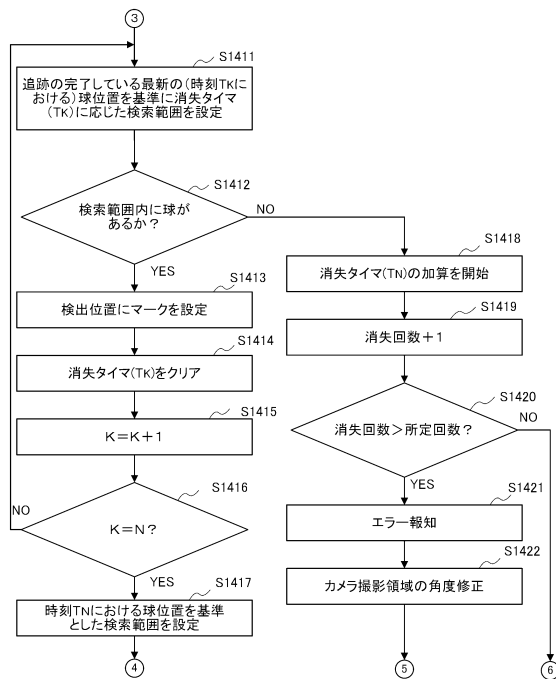 ③
S1411
追跡の完了している最新の(時刻TKに
おける)球位置を基準に消失タイマ
(TK)に応じた検索範囲を設定
S1412
検索範囲内に球が
あるか？
NO
YES
S1413
検出位置にマークを設定
S1414
消失タイマ(TK)をクリア
S1415
K＝K＋1
S1416
K＝N？
NO
YES
S1417
時刻TNにおける球位置を基準
とした検索範囲を設定
④
S1418
消失タイマ(TN)の加算を開始
S1419
消失回数＋1
S1420
消失回数＞所定回数？
NO
YES
S1421
エラー報知
S1422
カメラ撮影領域の角度修正
⑤
⑥